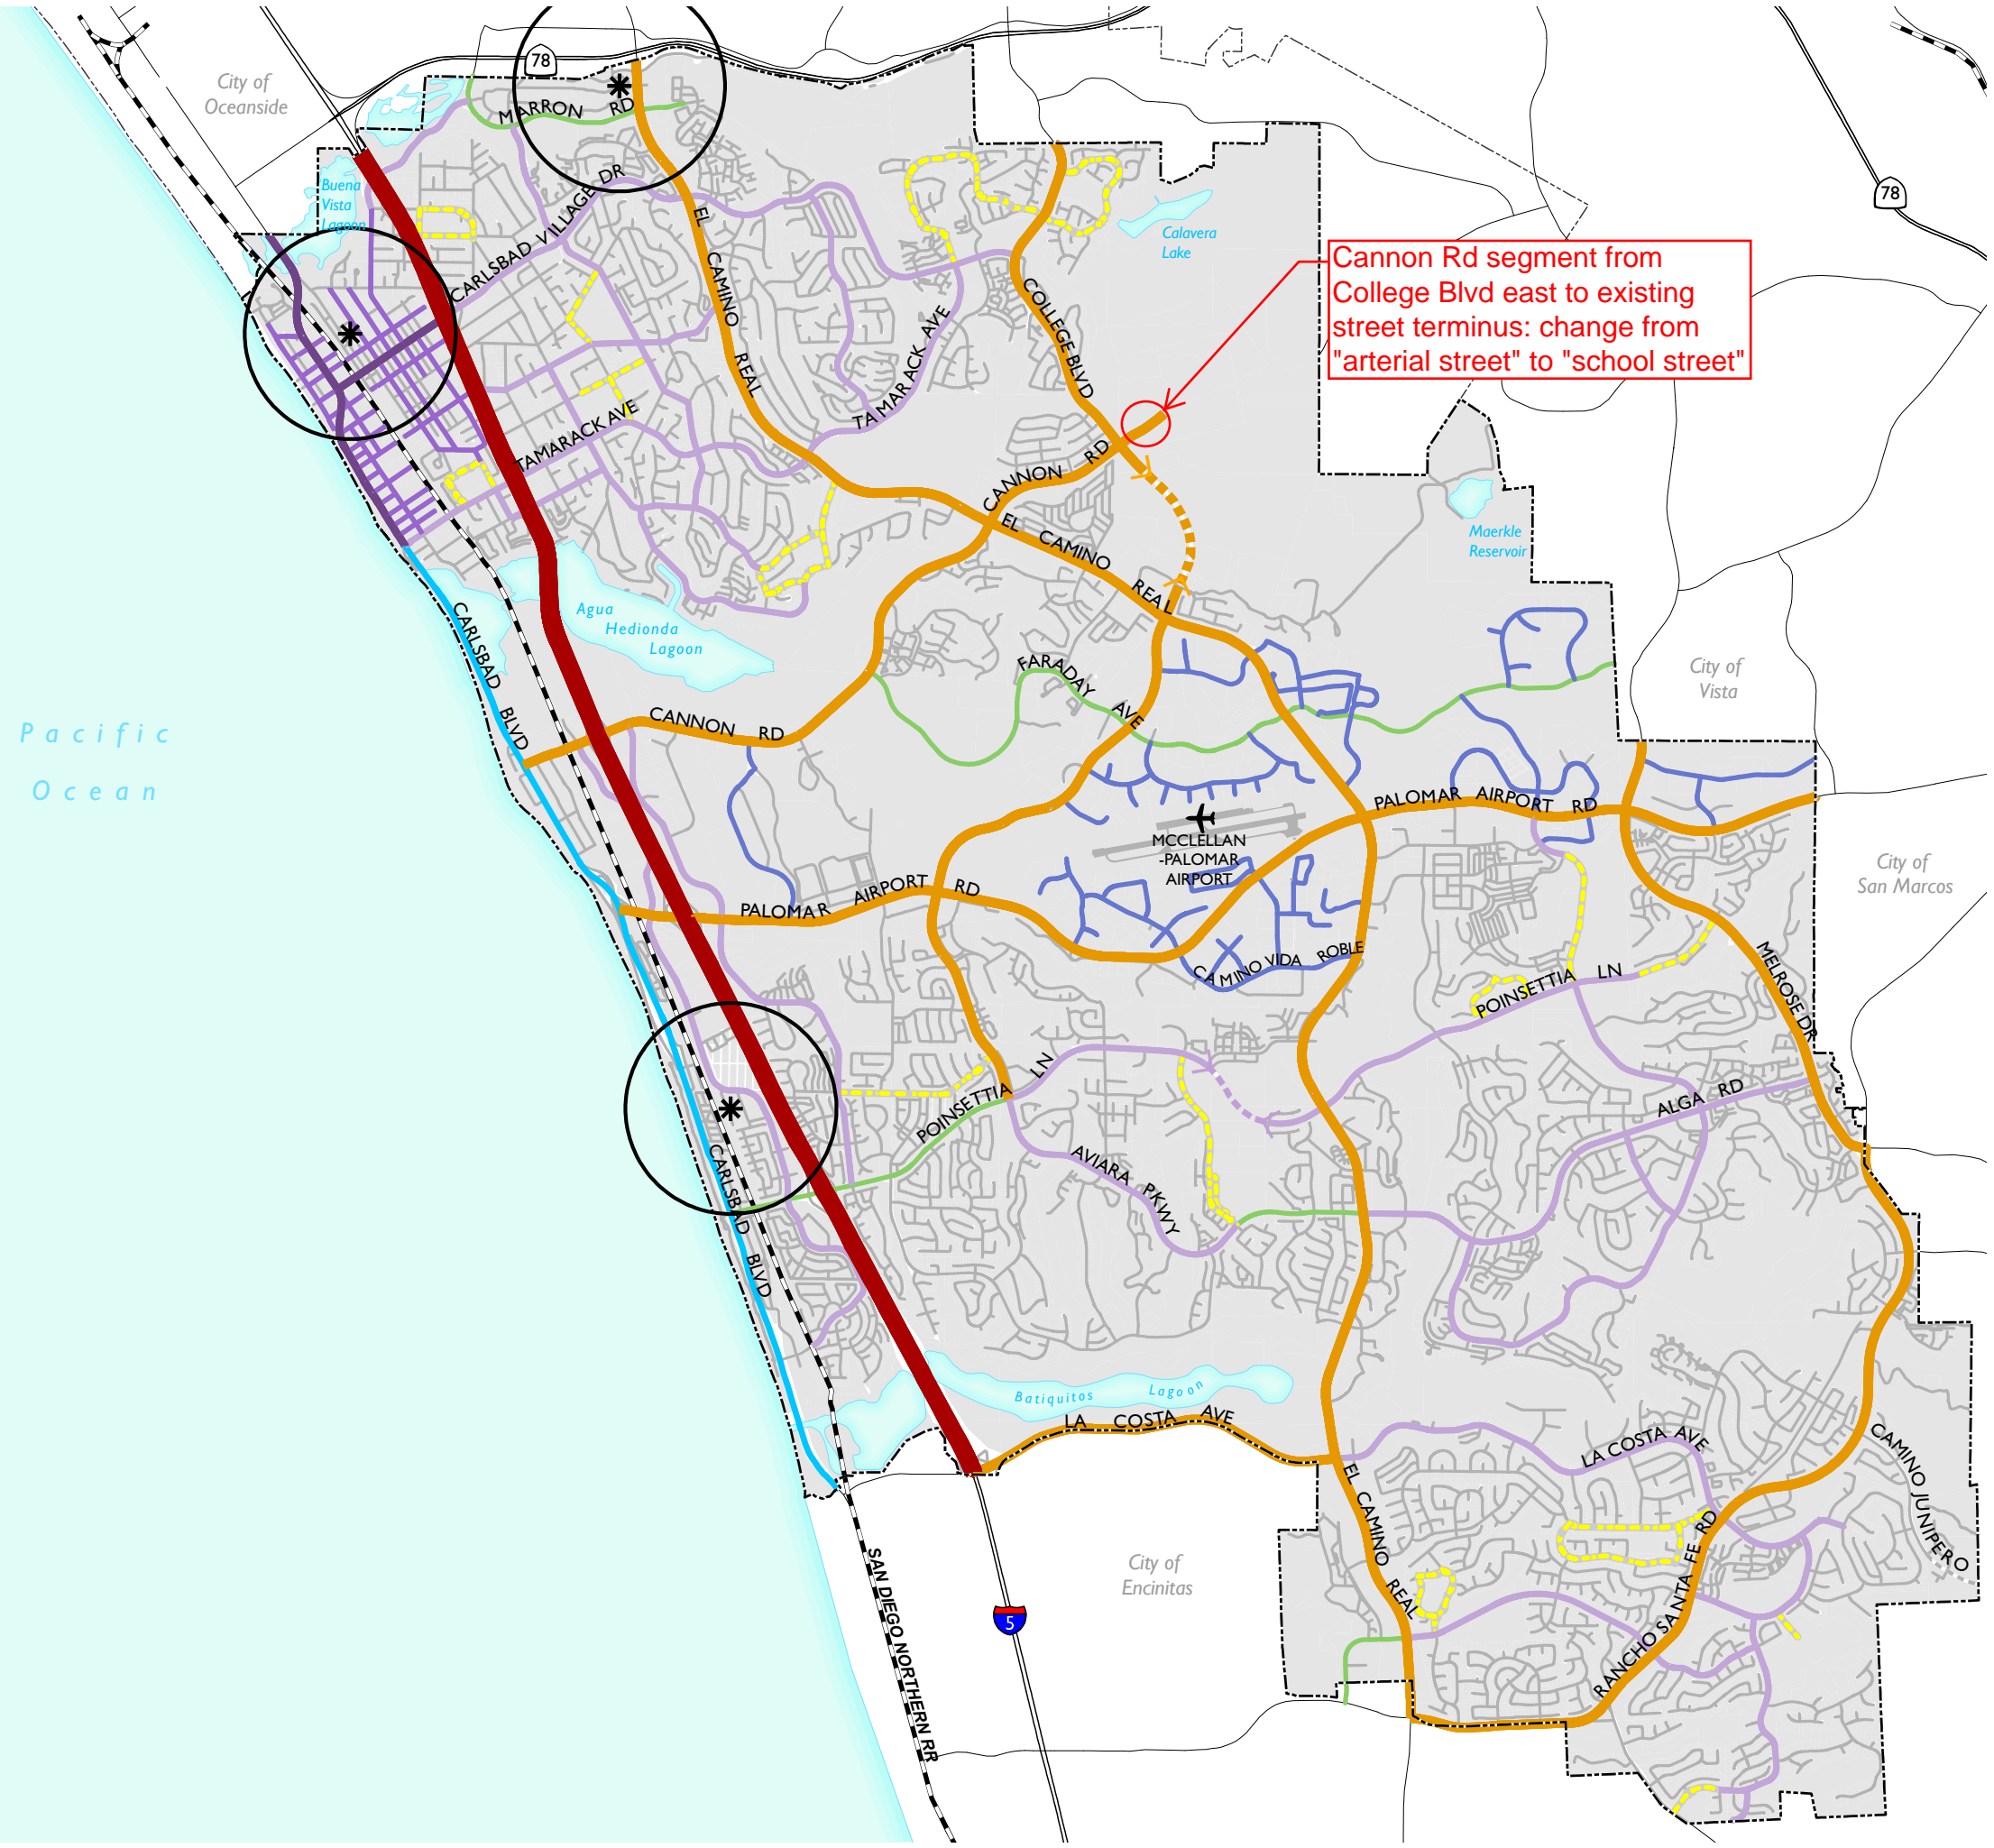 78
City of
Oceanside
MARRON RD
78
Buena
Vista
Lagoon
CARLSBAD VILLAGE DR
EL CAMINO REAL
Calavera
Lake
Cannon Rd segment from
College Blvd east to existing
street terminus: change from
"arterial street" to "school street"
COLLEGE BLVD
TAMARACK AVE
TAMARACK AVE
CANNON RD
EL CAMINO REAL
Maerkle
Reservoir
Agua
Hedionda
Lagoon
CARLSBAD BLVD
FARADAY AVE
City of
Vista
Pacific
Ocean
CANNON RD
PALOMAR AIRPORT RD
MCCLELLAN
-PALOMAR
AIRPORT
City of
San Marcos
PALOMAR AIRPORT RD
CAMINO VIDA ROBLE
POINSETTIA LN
MELROSE DR
POINSETTIA LN
ALGA RD
AVIARA PKWY
CARLSBAD BLVD
Batiquitos Lagoon
LA COSTA AVE
LA COSTA AVE
CAMINO JUNIPERO
EL CAMINO REAL
RANCHO SANTA FE RD
City of
Encinitas
SAN DIEGO NORTHERN RR
5